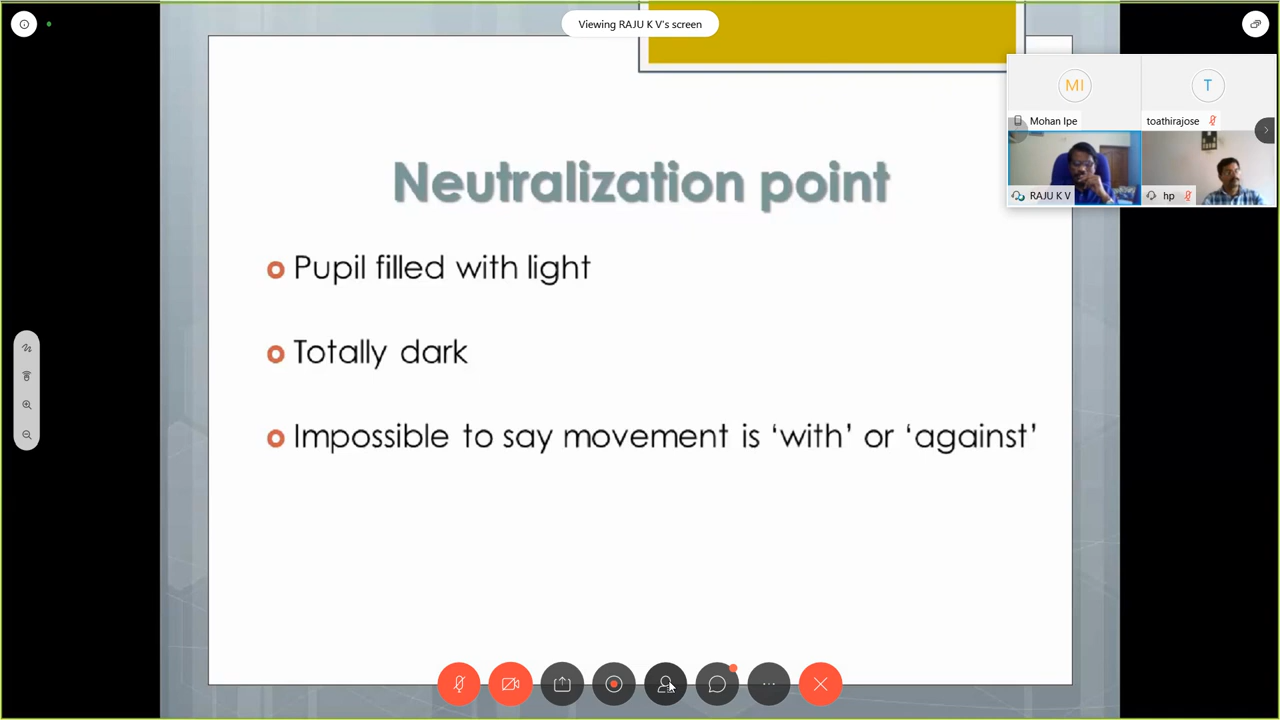 Viewing RAJU K V's screen
MI
T
Mohan Ipe
toathirajose
RAJU K V
hp
Neutralization point
Pupil filled with light
Totally dark
Impossible to say movement is ‘with’ or ‘against’